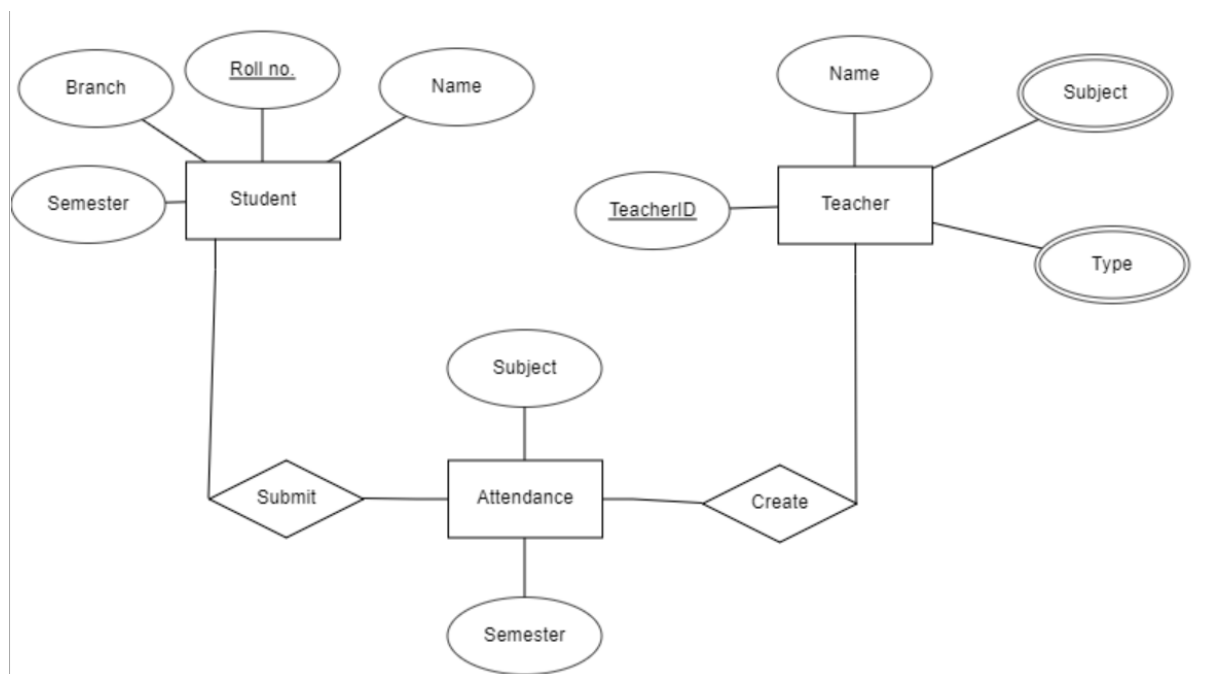 Roll no.
Branch
Name
Semester
Student
Name
Subject
TeacherID
Teacher
Type
Subject
Submit
Attendance
Create
Semester